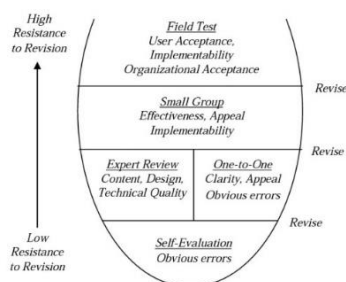 High
Resistance
to Revision
Field Test
User Acceptance,
Implementability
Organizational Acceptance
Revise
Small Group
Effectiveness, Appeal
Implementability
Revise
Expert Review
Content, Design,
Technical Quality
One-to-One
Clarity, Appeal
Obvious errors
Revise
Low
Resistance
to Revision
Self-Evaluation
Obvious errors